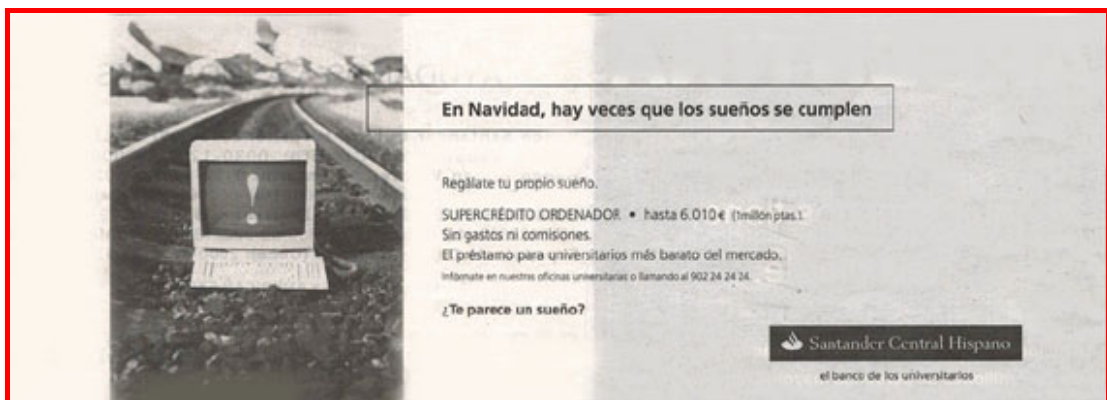 En Navidad, hay veces que los sueños se cumplen
Regálate tu propio sueño.
SUPERCRÉDITO ORDENADOR • hasta 6.010 € (1millón ptas.).
Sin gastos ni comisiones.
El préstamo para universitarios más barato del mercado.
Infórmate en nuestras oficinas universitarias o llamando al 902 24 24 24.
¿Te parece un sueño?
!
Santander Central Hispano
el banco de los universitarios